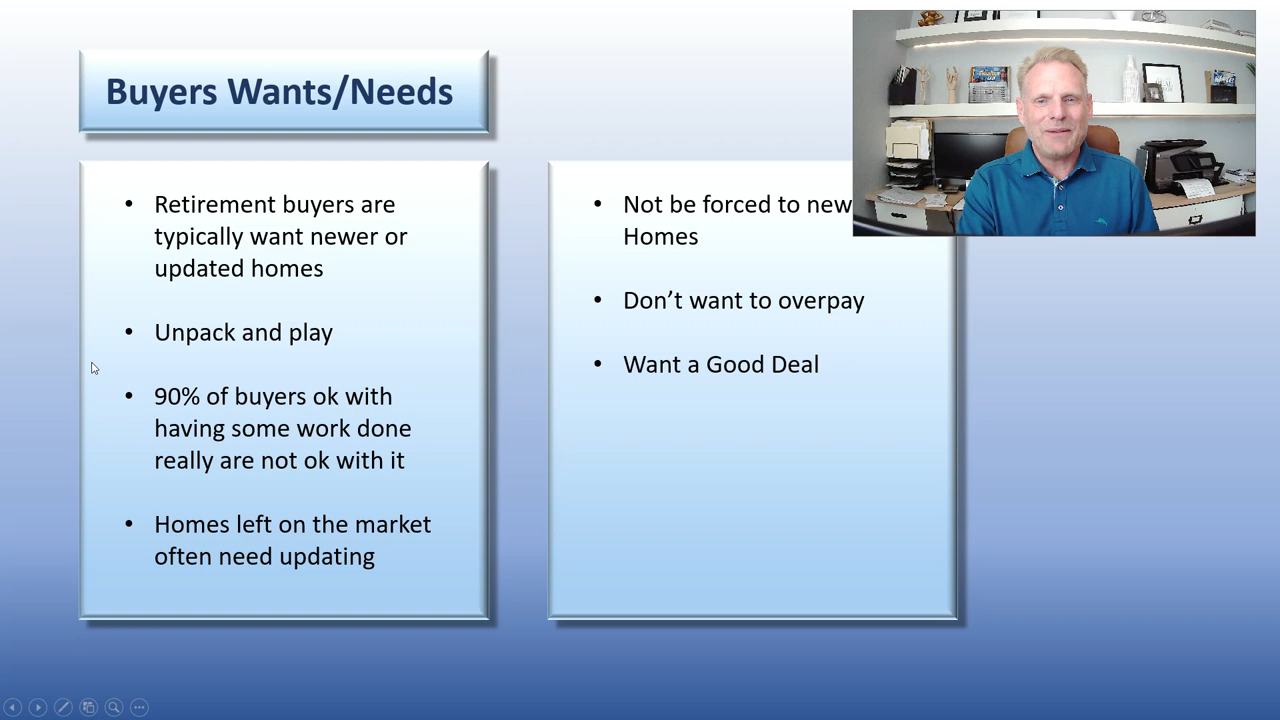 Buyers Wants/Needs
• Retirement buyers are
typically want newer or
updated homes
• Unpack and play
• 90% of buyers ok with
having some work done
really are not ok with it
• Homes left on the market
often need updating
• Not be forced to new
Homes
• Don’t want to overpay
• Want a Good Deal